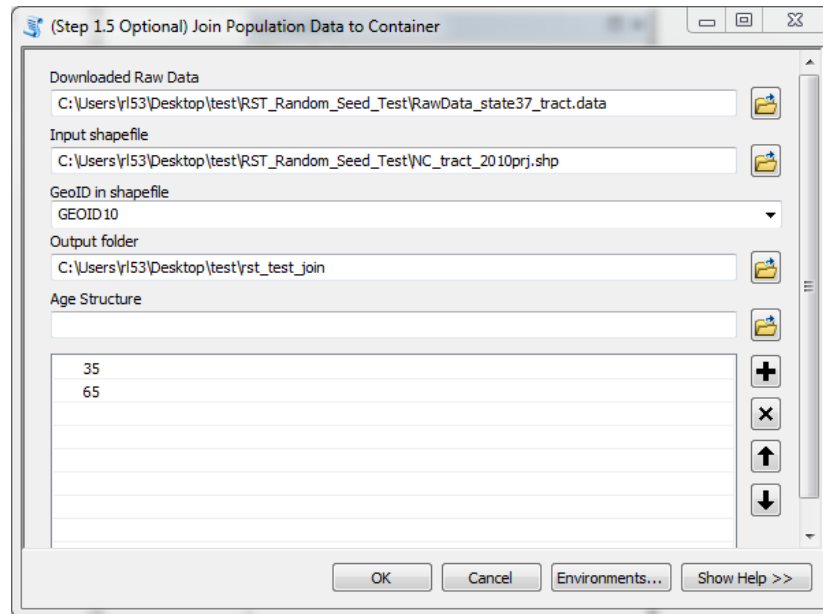 (Step 1.5 Optional) Join Population Data to Container
Downloaded Raw Data
C:\Users\rl53\Desktop\test\RST_Random_Seed_Test\RawData_state37_tract.data
Input shapefile
C:\Users\rl53\Desktop\test\RST_Random_Seed_Test\NC_tract_2010prj.shp
GeoID in shapefile
GEOID10
Output folder
C:\Users\rl53\Desktop\test\rst_test_join
Age Structure
35
65
OK Cancel Environments... Show Help >>